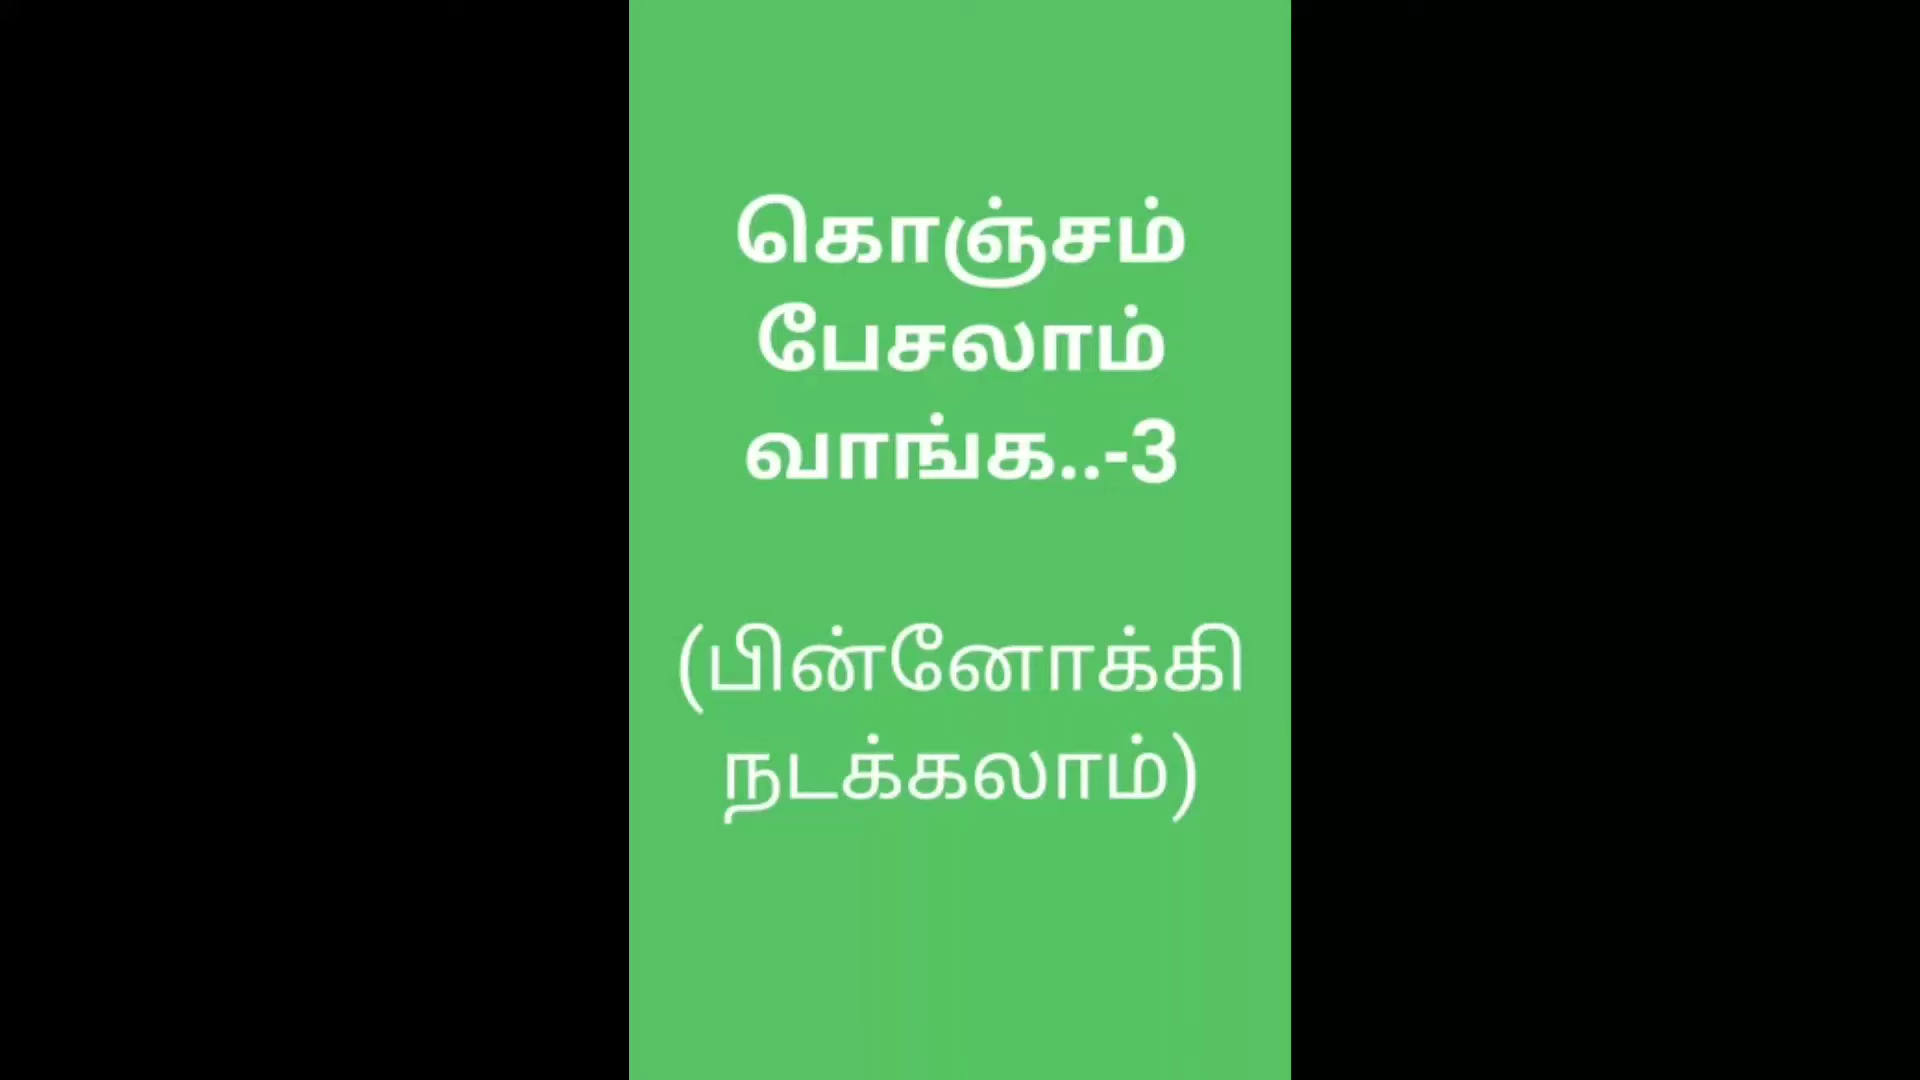 கொஞ்சம்
பேசலாம்
வாங்க..-3
(பின்னோக்கி
நடக்கலாம்)